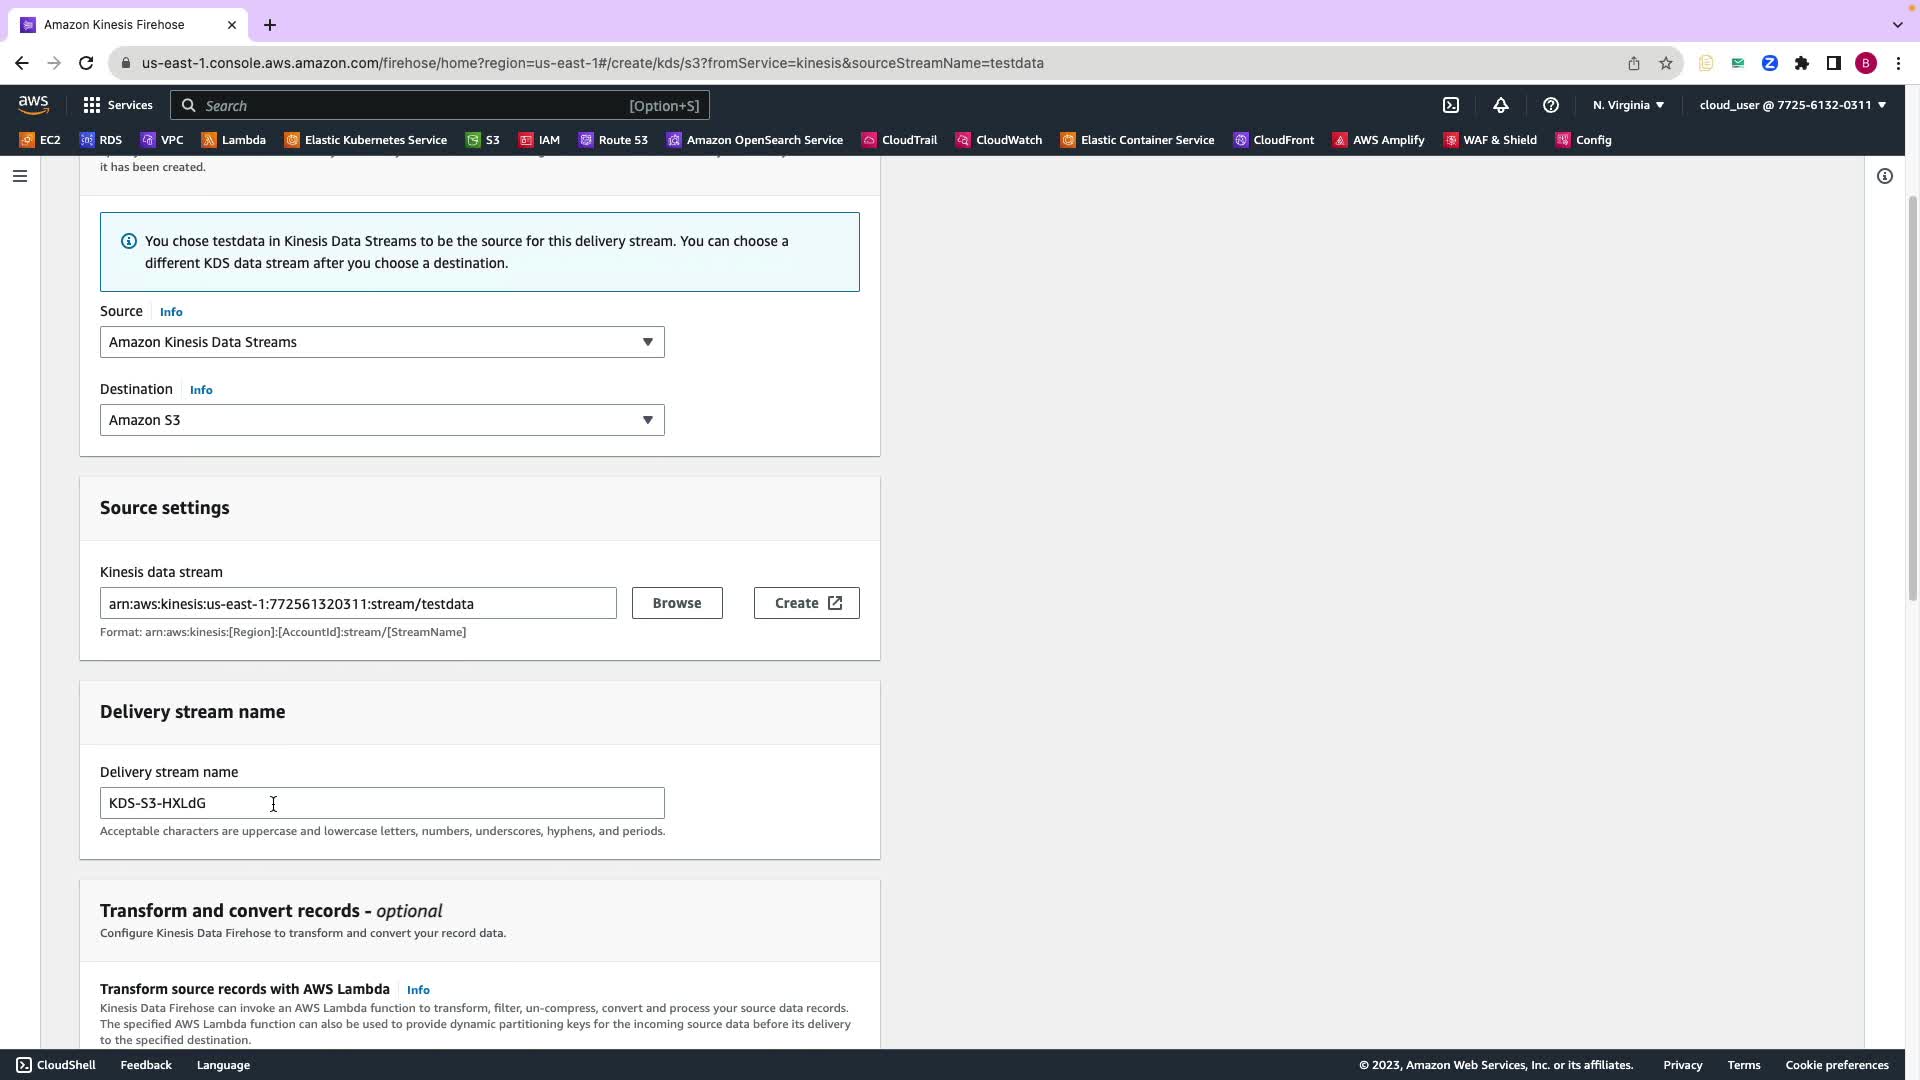 Amazon Kinesis Firehose
us-east-1.console.aws.amazon.com/firehose/home?region=us-east-1#/create/kds/s3?fromService=kinesis&sourceStreamName=testdata
B
aws
Services
Search
[Option+S]
N. Virginia
cloud_user @ 7725-6132-0311
EC2
RDS
VPC
Lambda
Elastic Kubernetes Service
S3
IAM
Route 53
Amazon OpenSearch Service
CloudTrail
CloudWatch
Elastic Container Service
CloudFront
AWS Amplify
WAF & Shield
Config
it has been created.
You chose testdata in Kinesis Data Streams to be the source for this delivery stream. You can choose a
different KDS data stream after you choose a destination.
Source Info
Amazon Kinesis Data Streams
Destination Info
Amazon S3
Source settings
Kinesis data stream
arn:aws:kinesis:us-east-1:772561320311:stream/testdata
Browse
Create
Format: arn:aws:kinesis:[Region]:[AccountId]:stream/[StreamName]
Delivery stream name
Delivery stream name
KDS-S3-HXLdG
Acceptable characters are uppercase and lowercase letters, numbers, underscores, hyphens, and periods.
Transform and convert records - optional
Configure Kinesis Data Firehose to transform and convert your record data.
Transform source records with AWS Lambda Info
Kinesis Data Firehose can invoke an AWS Lambda function to transform, filter, un-compress, convert and process your source data records.
The specified AWS Lambda function can also be used to provide dynamic partitioning keys for the incoming source data before its delivery
to the specified destination.
CloudShell
Feedback
Language
© 2023, Amazon Web Services, Inc. or its affiliates.
Privacy
Terms
Cookie preferences